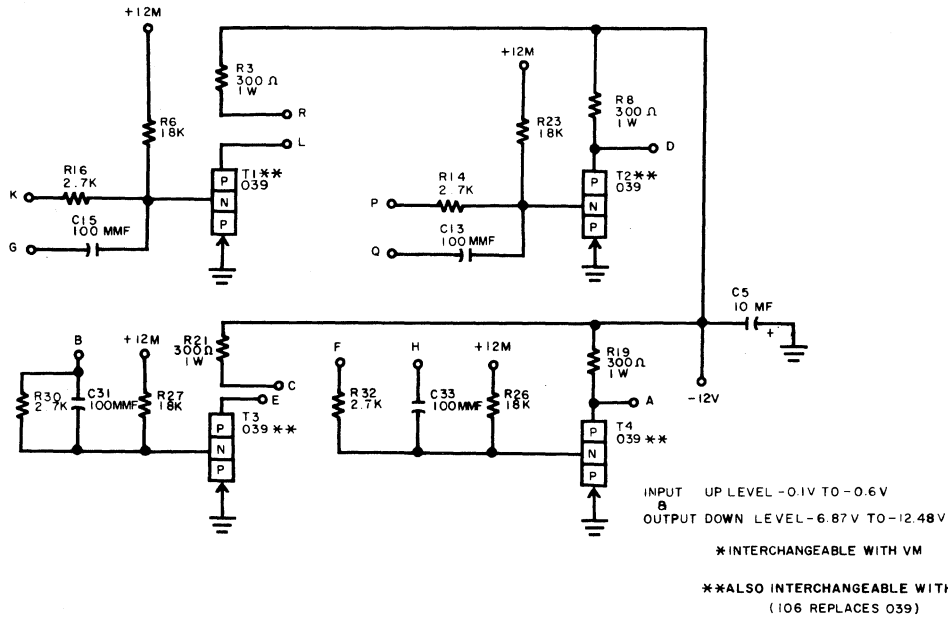 +12M
R3
300 Ω
1W
R
L
R6
18K
R16
2.7K
K
C15
100 MMF
G
P
N
P
T1**
039
+12M
R23
18K
R8
300 Ω
1W
D
R14
2.7K
P
C13
100 MMF
Q
P
N
P
T2**
039
C5
10 MF
+
-12V
B
+12M
R21
300 Ω
1W
C
E
R30
2.7K
C31
100MMF
R27
18K
P
N
P
T3
039 **
F
H
+12M
R19
300 Ω
1W
A
R32
2.7K
C33
100MMF
R26
18K
P
N
P
T4
039 **
INPUT UP LEVEL -0.1V TO -0.6V
&
OUTPUT DOWN LEVEL -6.87V TO -12.48V
*INTERCHANGEABLE WITH VM
**ALSO INTERCHANGEABLE WITH
(106 REPLACES 039)